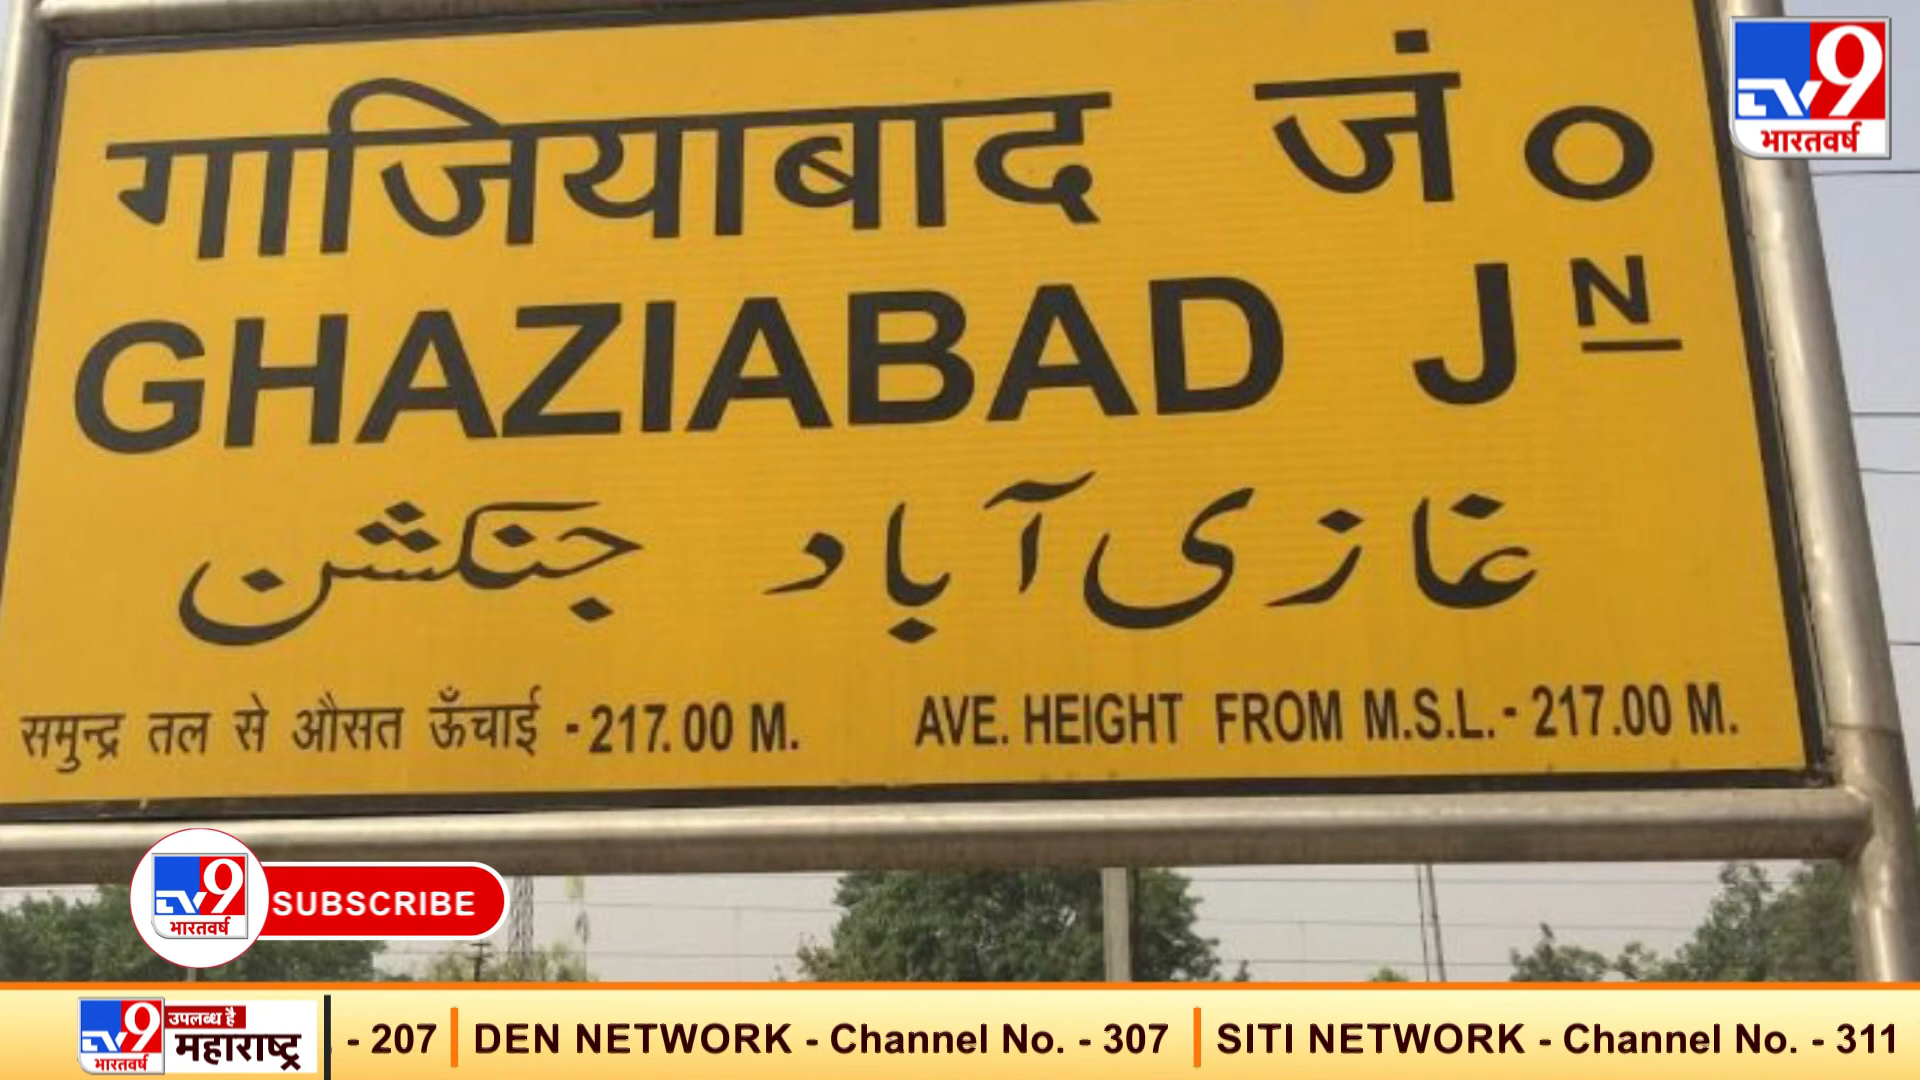 गाजियाबाद जं०
GHAZIABAD JN
غازی آباد جنکشن
समुन्द्र तल से औसत ऊँचाई - 217.00 M. AVE. HEIGHT FROM M.S.L. - 217.00 M.
TV9
भारतवर्ष
TV9
भारतवर्ष
SUBSCRIBE
TV9
भारतवर्ष
उपलब्ध है
महाराष्ट्र
- 207 | DEN NETWORK - Channel No. - 307 | SITI NETWORK - Channel No. - 311